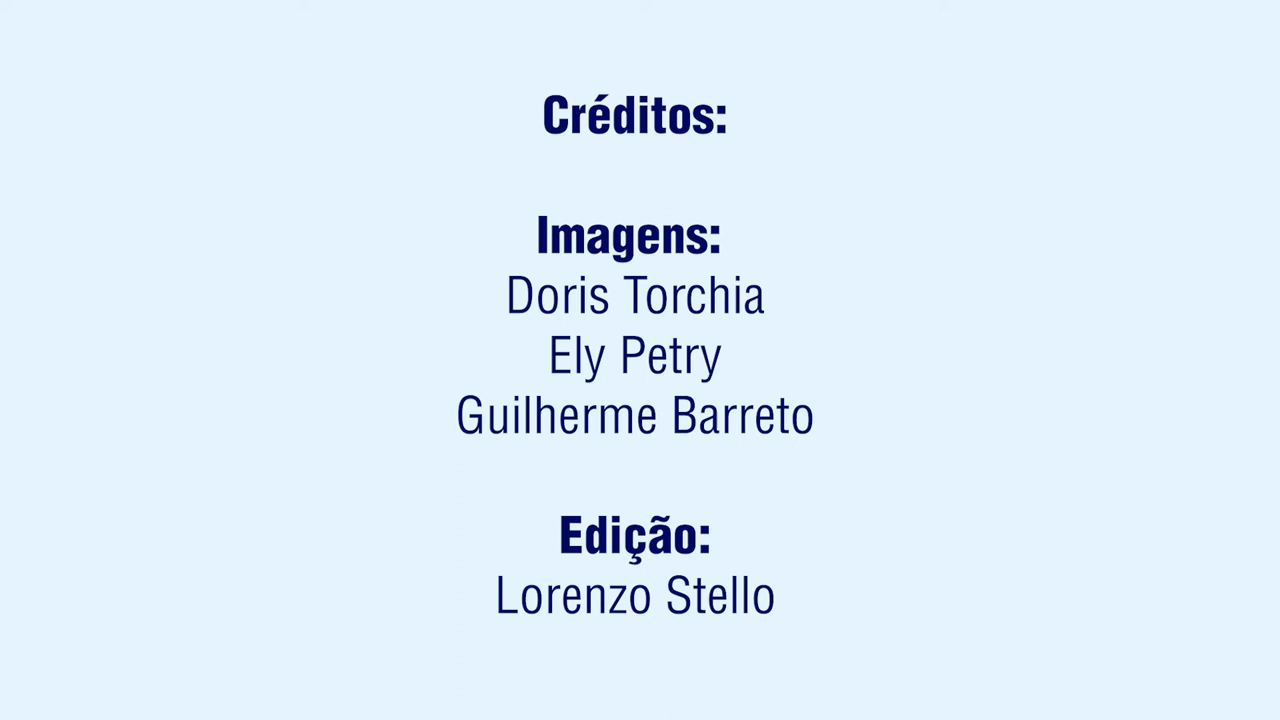 Créditos:
Imagens:
Doris Torchia
Ely Petry
Guilherme Barreto
Edição:
Lorenzo Stello